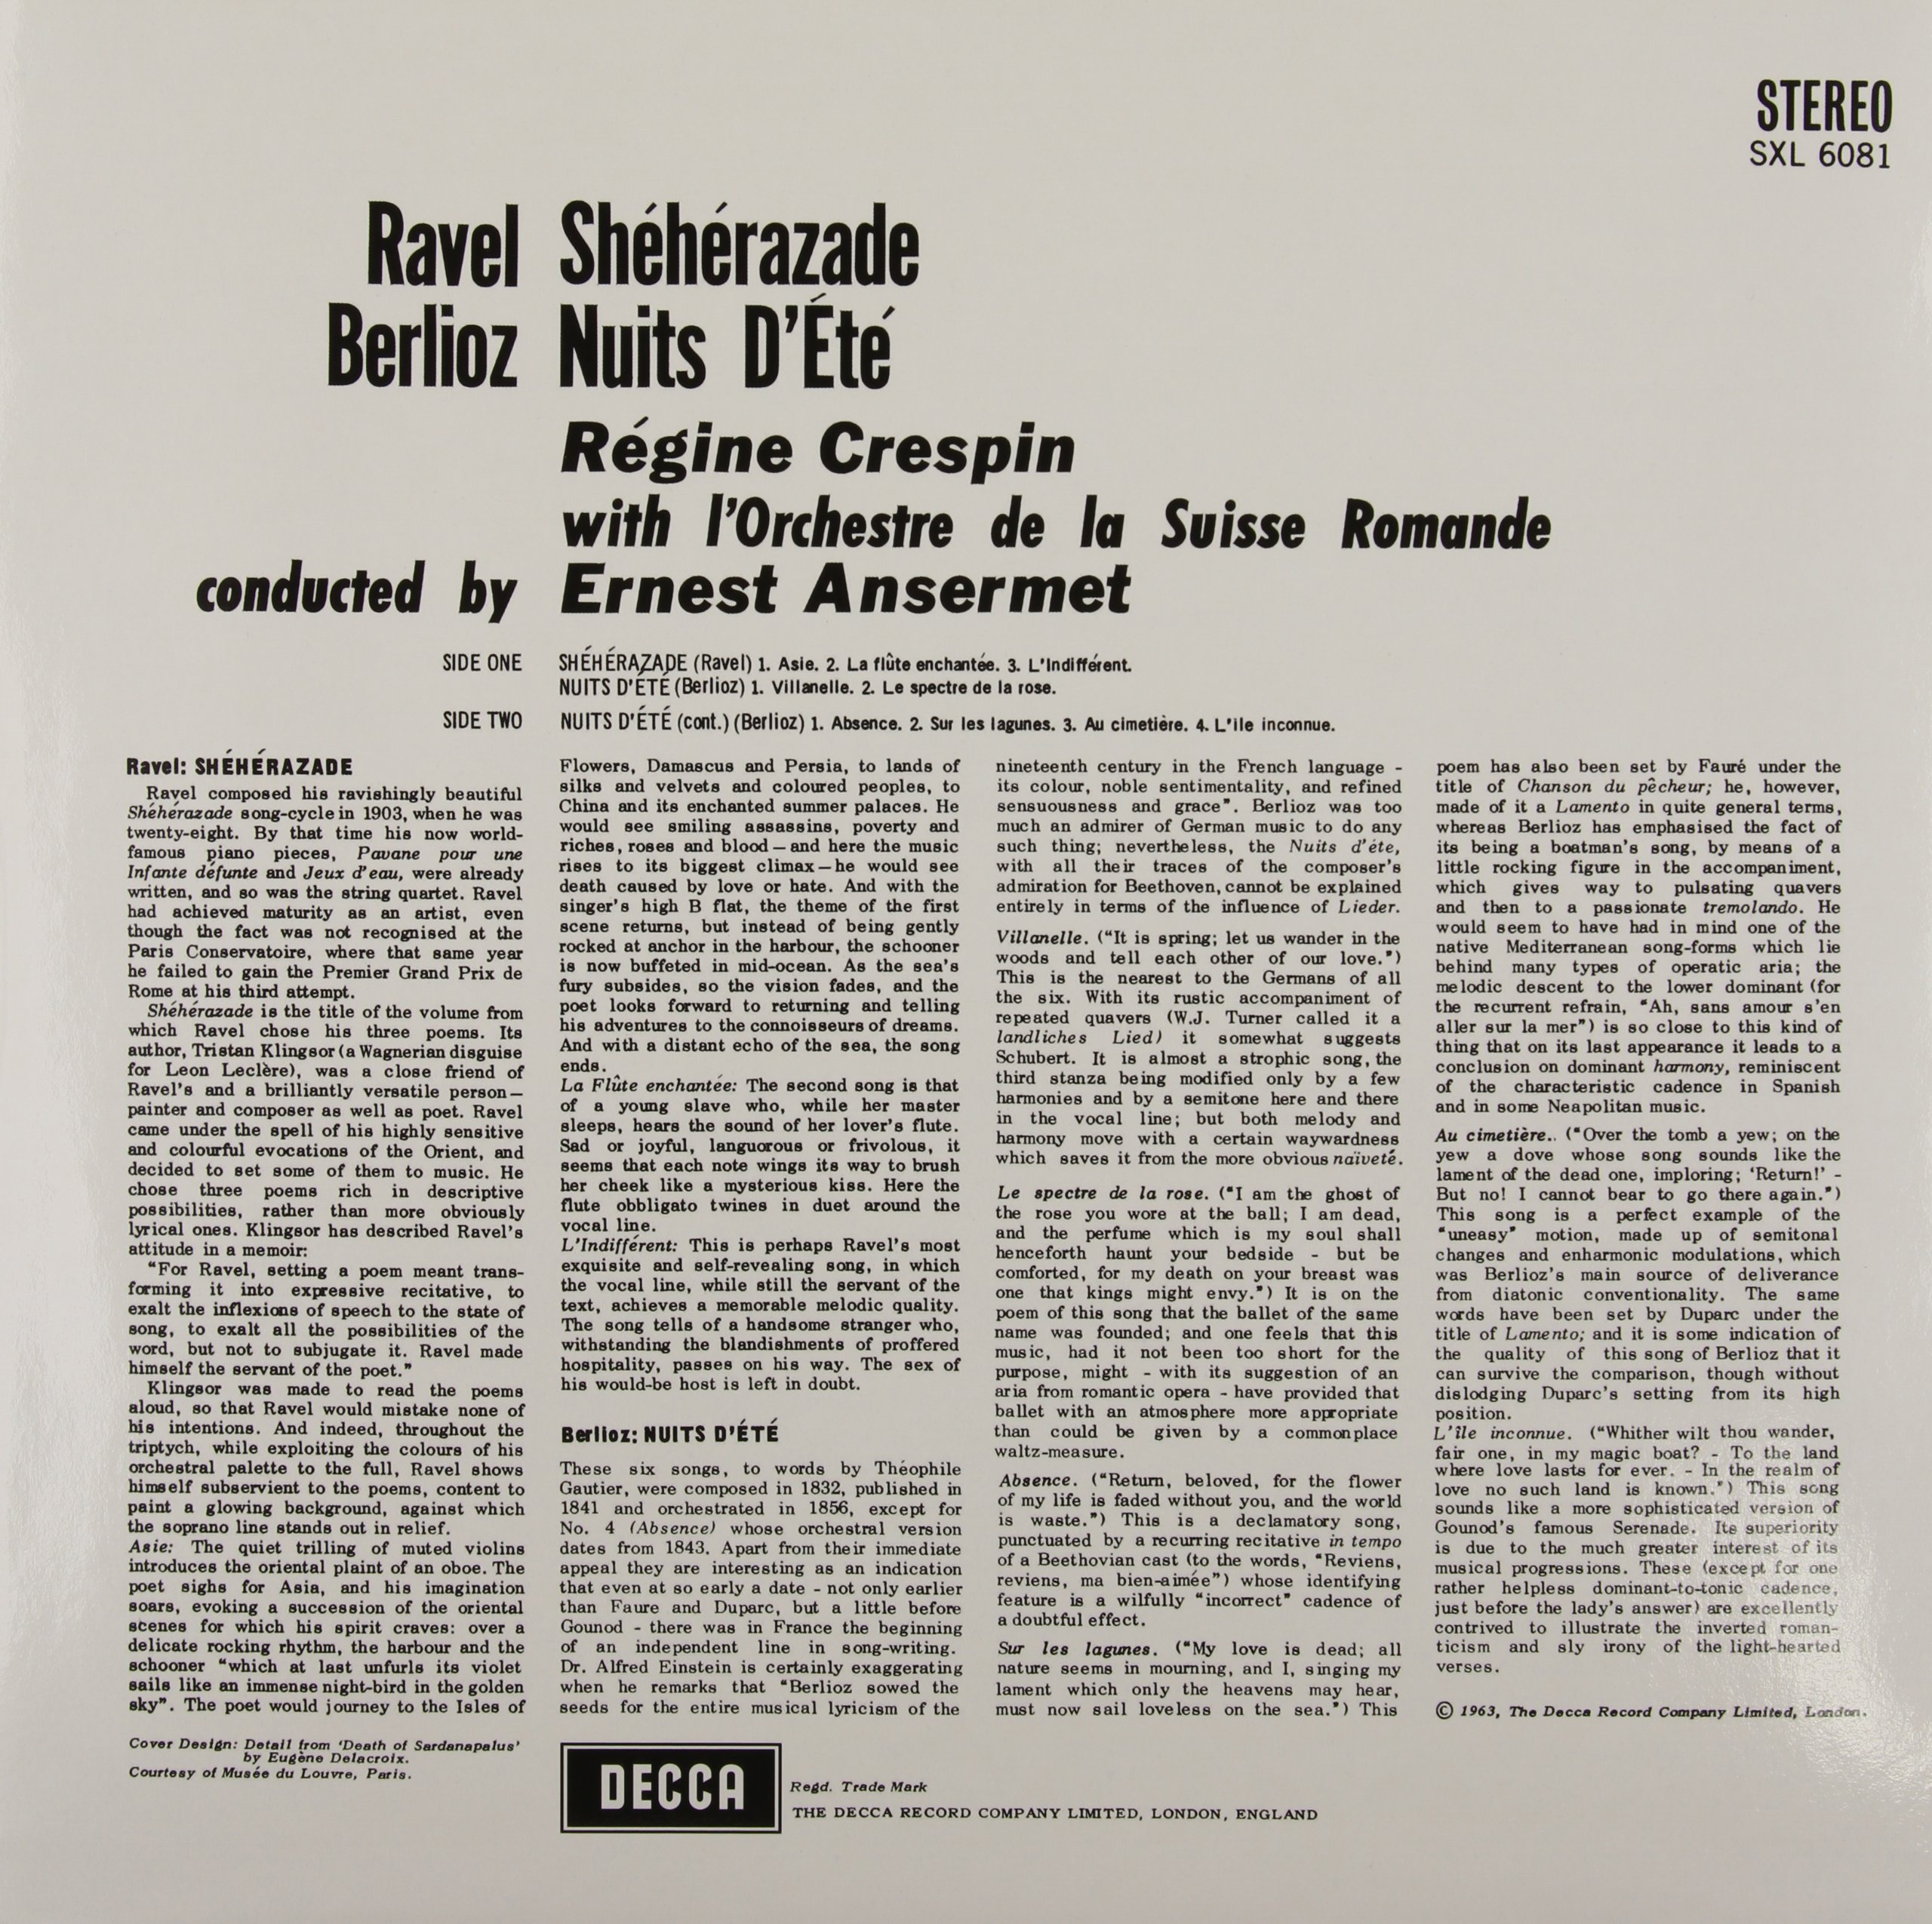 STEREO
SXL 6081
Ravel Shéhérazade
Berlioz Nuits D'Été
Régine Crespin
with l'Orchestre de la Suisse Romande
conducted by Ernest Ansermet
SIDE ONE SHÉHÉRAZADE (Ravel) 1. Asie. 2. La flûte enchantée. 3. L'Indifférent.
NUITS D'ÉTÉ (Berlioz) 1. Villanelle. 2. Le spectre de la rose.
SIDE TWO NUITS D'ÉTÉ (cont.) (Berlioz) 1. Absence. 2. Sur les lagunes. 3. Au cimetière. 4. L'ile inconnue.
Ravel: SHÉHÉRAZADE
Ravel composed his ravishingly beautiful
Shéhérazade song-cycle in 1903, when he was
twenty-eight. By that time his now world-
famous piano pieces, Pavane pour une
Infante défunte and Jeux d'eau, were already
written, and so was the string quartet. Ravel
had achieved maturity as an artist, even
though the fact was not recognised at the
Paris Conservatoire, where that same year
he failed to gain the Premier Grand Prix de
Rome at his third attempt.
Shéhérazade is the title of the volume from
which Ravel chose his three poems. Its
author, Tristan Klingsor (a Wagnerian disguise
for Leon Leclère), was a close friend of
Ravel's and a brilliantly versatile person—
painter and composer as well as poet. Ravel
came under the spell of his highly sensitive
and colourful evocations of the Orient, and
decided to set some of them to music. He
chose three poems rich in descriptive
possibilities, rather than more obviously
lyrical ones. Klingsor has described Ravel's
attitude in a memoir:
"For Ravel, setting a poem meant trans-
forming it into expressive recitative, to
exalt the inflexions of speech to the state of
song, to exalt all the possibilities of the
word, but not to subjugate it. Ravel made
himself the servant of the poet."
Klingsor was made to read the poems
aloud, so that Ravel would mistake none of
his intentions. And indeed, throughout the
triptych, while exploiting the colours of his
orchestral palette to the full, Ravel shows
himself subservient to the poems, content to
paint a glowing background, against which
the soprano line stands out in relief.
Asie: The quiet trilling of muted violins
introduces the oriental plaint of an oboe. The
poet sighs for Asia, and his imagination
soars, evoking a succession of the oriental
scenes for which his spirit craves: over a
delicate rocking rhythm, the harbour and the
schooner "which at last unfurls its violet
sails like an immense night-bird in the golden
sky". The poet would journey to the Isles of
Flowers, Damascus and Persia, to lands of
silks and velvets and coloured peoples, to
China and its enchanted summer palaces. He
would see smiling assassins, poverty and
riches, roses and blood — and here the music
rises to its biggest climax — he would see
death caused by love or hate. And with the
singer's high B flat, the theme of the first
scene returns, but instead of being gently
rocked at anchor in the harbour, the schooner
is now buffeted in mid-ocean. As the sea's
fury subsides, so the vision fades, and the
poet looks forward to returning and telling
his adventures to the connoisseurs of dreams.
And with a distant echo of the sea, the song
ends.
La Flûte enchantée: The second song is that
of a young slave who, while her master
sleeps, hears the sound of her lover's flute.
Sad or joyful, languorous or frivolous, it
seems that each note wings its way to brush
her cheek like a mysterious kiss. Here the
flute obbligato twines in duet around the
vocal line.
L'Indifférent: This is perhaps Ravel's most
exquisite and self-revealing song, in which
the vocal line, while still the servant of the
text, achieves a memorable melodic quality.
The song tells of a handsome stranger who,
withstanding the blandishments of proffered
hospitality, passes on his way. The sex of
his would-be host is left in doubt.
Berlioz: NUITS D'ÉTÉ
These six songs, to words by Théophile
Gautier, were composed in 1832, published in
1841 and orchestrated in 1856, except for
No. 4 (Absence) whose orchestral version
dates from 1843. Apart from their immediate
appeal they are interesting as an indication
that even at so early a date - not only earlier
than Faure and Duparc, but a little before
Gounod - there was in France the beginning
of an independent line in song-writing.
Dr. Alfred Einstein is certainly exaggerating
when he remarks that "Berlioz sowed the
seeds for the entire musical lyricism of the
nineteenth century in the French language -
its colour, noble sentimentality, and refined
sensuousness and grace". Berlioz was too
much an admirer of German music to do any
such thing; nevertheless, the Nuits d'éte,
with all their traces of the composer's
admiration for Beethoven, cannot be explained
entirely in terms of the influence of Lieder.
Villanelle. ("It is spring; let us wander in the
woods and tell each other of our love.")
This is the nearest to the Germans of all
the six. With its rustic accompaniment of
repeated quavers (W.J. Turner called it a
landliches Lied) it somewhat suggests
Schubert. It is almost a strophic song, the
third stanza being modified only by a few
harmonies and by a semitone here and there
in the vocal line; but both melody and
harmony move with a certain waywardness
which saves it from the more obvious naïveté.
Le spectre de la rose. ("I am the ghost of
the rose you wore at the ball; I am dead,
and the perfume which is my soul shall
henceforth haunt your bedside - but be
comforted, for my death on your breast was
one that kings might envy.") It is on the
poem of this song that the ballet of the same
name was founded; and one feels that this
music, had it not been too short for the
purpose, might - with its suggestion of an
aria from romantic opera - have provided that
ballet with an atmosphere more appropriate
than could be given by a commonplace
waltz-measure.
Absence. ("Return, beloved, for the flower
of my life is faded without you, and the world
is waste.") This is a declamatory song,
punctuated by a recurring recitative in tempo
of a Beethovian cast (to the words, "Reviens,
reviens, ma bien-aimée") whose identifying
feature is a wilfully "incorrect" cadence of
a doubtful effect.
Sur les lagunes. ("My love is dead; all
nature seems in mourning, and I, singing my
lament which only the heavens may hear,
must now sail loveless on the sea.") This
poem has also been set by Fauré under the
title of Chanson du pêcheur; he, however,
made of it a Lamento in quite general terms,
whereas Berlioz has emphasised the fact of
its being a boatman's song, by means of a
little rocking figure in the accompaniment,
which gives way to pulsating quavers
and then to a passionate tremolando. He
would seem to have had in mind one of the
native Mediterranean song-forms which lie
behind many types of operatic aria; the
melodic descent to the lower dominant (for
the recurrent refrain, "Ah, sans amour s'en
aller sur la mer") is so close to this kind of
thing that on its last appearance it leads to a
conclusion on dominant harmony, reminiscent
of the characteristic cadence in Spanish
and in some Neapolitan music.
Au cimetière.. ("Over the tomb a yew; on the
yew a dove whose song sounds like the
lament of the dead one, imploring; 'Return!' -
But no! I cannot bear to go there again.")
This song is a perfect example of the
"uneasy" motion, made up of semitonal
changes and enharmonic modulations, which
was Berlioz's main source of deliverance
from diatonic conventionality. The same
words have been set by Duparc under the
title of Lamento; and it is some indication of
the quality of this song of Berlioz that it
can survive the comparison, though without
dislodging Duparc's setting from its high
position.
L'île inconnue. ("Whither wilt thou wander,
fair one, in my magic boat? - To the land
where love lasts for ever. - In the realm of
love no such land is known.") This song
sounds like a more sophisticated version of
Gounod's famous Serenade. Its superiority
is due to the much greater interest of its
musical progressions. These (except for one
rather helpless dominant-to-tonic cadence,
just before the lady's answer) are excellently
contrived to illustrate the inverted roman-
ticism and sly irony of the light-hearted
verses.
© 1963, The Decca Record Company Limited, London.
Cover Design: Detail from 'Death of Sardanapalus'
by Eugène Delacroix.
Courtesy of Musée du Louvre, Paris.
DECCA
Regd. Trade Mark
THE DECCA RECORD COMPANY LIMITED, LONDON, ENGLAND